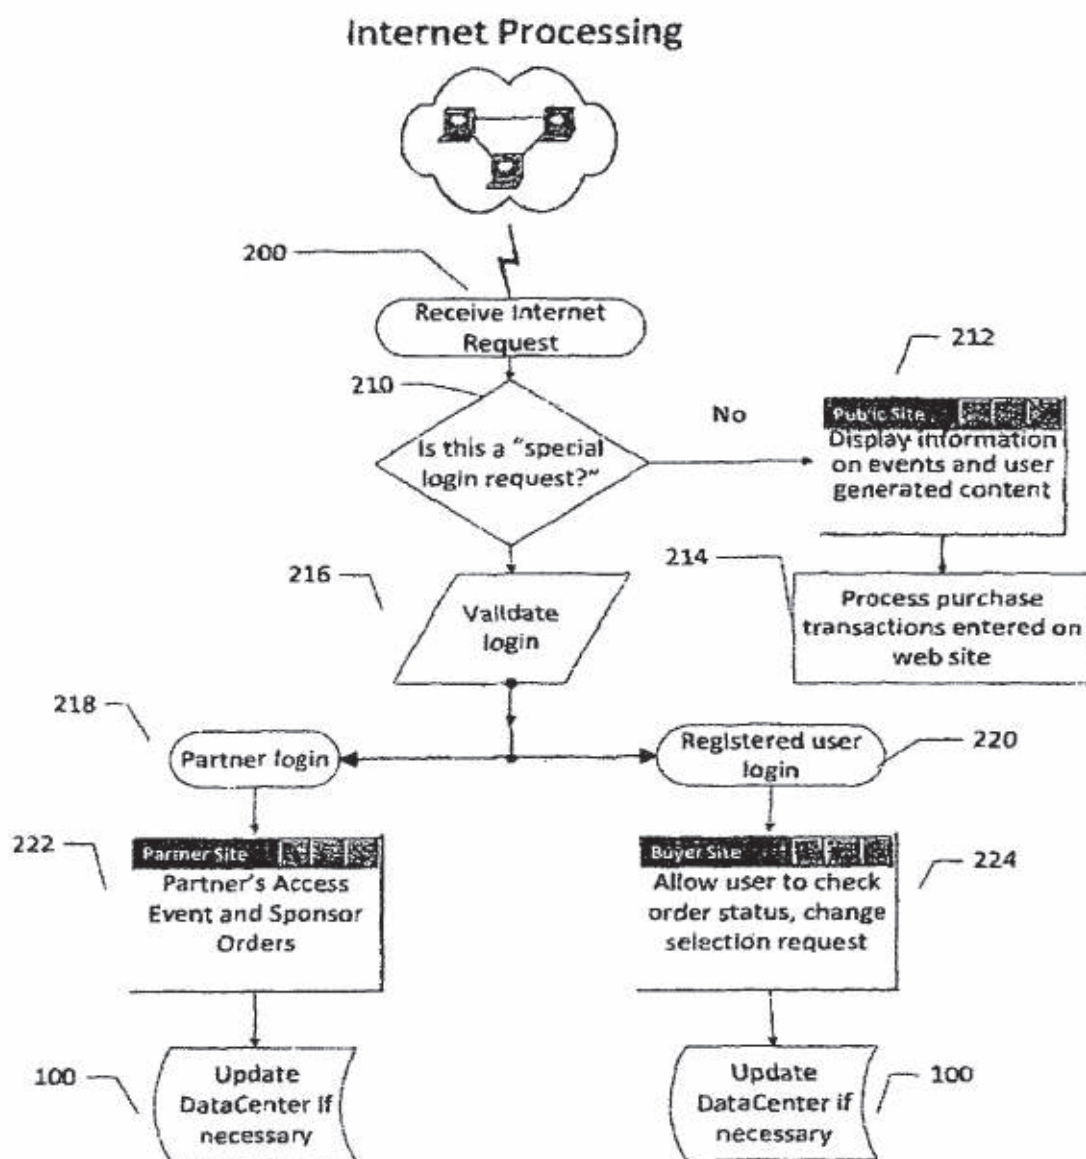 Internet Processing
200
Receive Internet
Request
210
Is this a "special
login request?"
No
212
Public Site
Display information
on events and user
generated content
214
Process purchase
transactions entered on
web site
216
Validate
login
218
Partner login
Registered user
login
220
222
Partner Site
Partner's Access
Event and Sponsor
Orders
Buyer Site
Allow user to check
order status, change
selection request
224
100
Update
DataCenter if
necessary
Update
DataCenter if
necessary
100